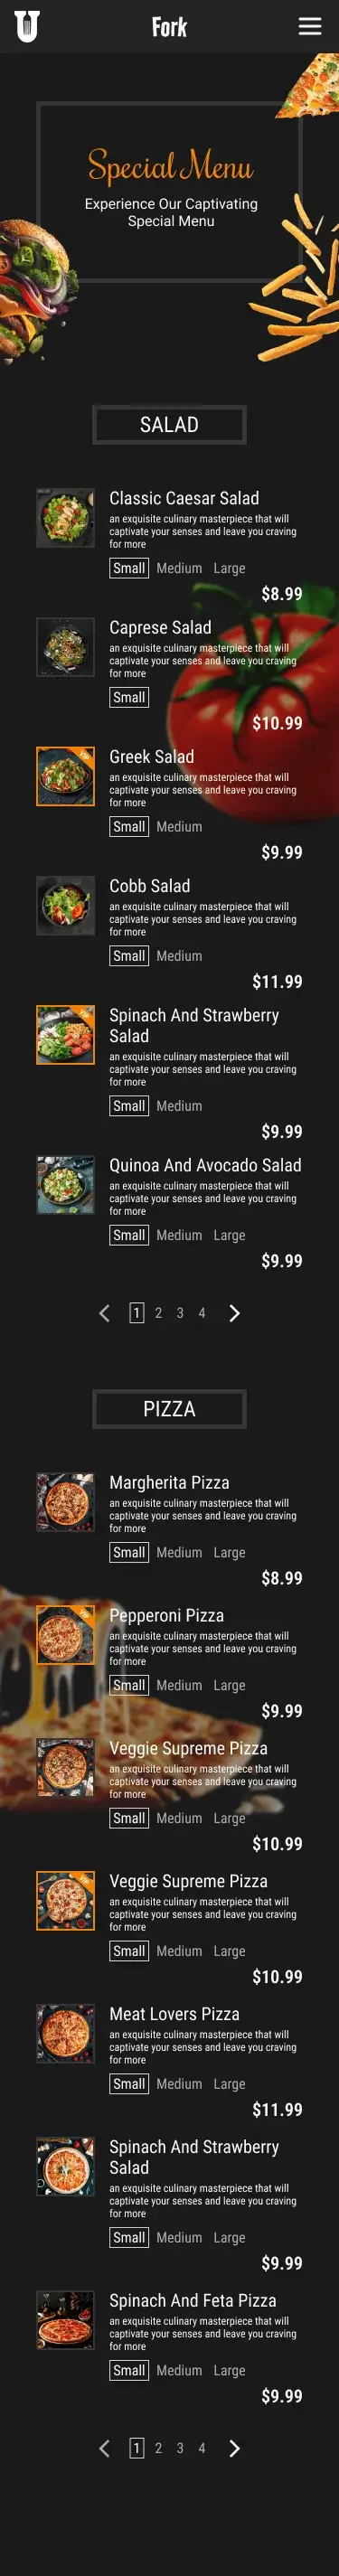 Fork
Special Menu
Experience Our Captivating
Special Menu
SALAD
Classic Caesar Salad
an exquisite culinary masterpiece that will
captivate your senses and leave you craving
for more
Small Medium Large
$8.99
Caprese Salad
an exquisite culinary masterpiece that will
captivate your senses and leave you craving
for more
Small
$10.99
VIP
Greek Salad
an exquisite culinary masterpiece that will
captivate your senses and leave you craving
for more
Small Medium
$9.99
Cobb Salad
an exquisite culinary masterpiece that will
captivate your senses and leave you craving
for more
Small Medium
$11.99
VIP
Spinach And Strawberry
Salad
an exquisite culinary masterpiece that will
captivate your senses and leave you craving
for more
Small Medium
$9.99
Quinoa And Avocado Salad
an exquisite culinary masterpiece that will
captivate your senses and leave you craving
for more
Small Medium Large
$9.99
1 2 3 4
PIZZA
Margherita Pizza
an exquisite culinary masterpiece that will
captivate your senses and leave you craving
for more
Small Medium Large
$8.99
VIP
Pepperoni Pizza
an exquisite culinary masterpiece that will
captivate your senses and leave you craving
for more
Small Medium Large
$9.99
Veggie Supreme Pizza
an exquisite culinary masterpiece that will
captivate your senses and leave you craving
for more
Small Medium Large
$10.99
VIP
Veggie Supreme Pizza
an exquisite culinary masterpiece that will
captivate your senses and leave you craving
for more
Small Medium Large
$10.99
Meat Lovers Pizza
an exquisite culinary masterpiece that will
captivate your senses and leave you craving
for more
Small Medium Large
$11.99
Spinach And Strawberry
Salad
an exquisite culinary masterpiece that will
captivate your senses and leave you craving
for more
Small Medium Large
$9.99
Spinach And Feta Pizza
an exquisite culinary masterpiece that will
captivate your senses and leave you craving
for more
Small Medium Large
$9.99
1 2 3 4